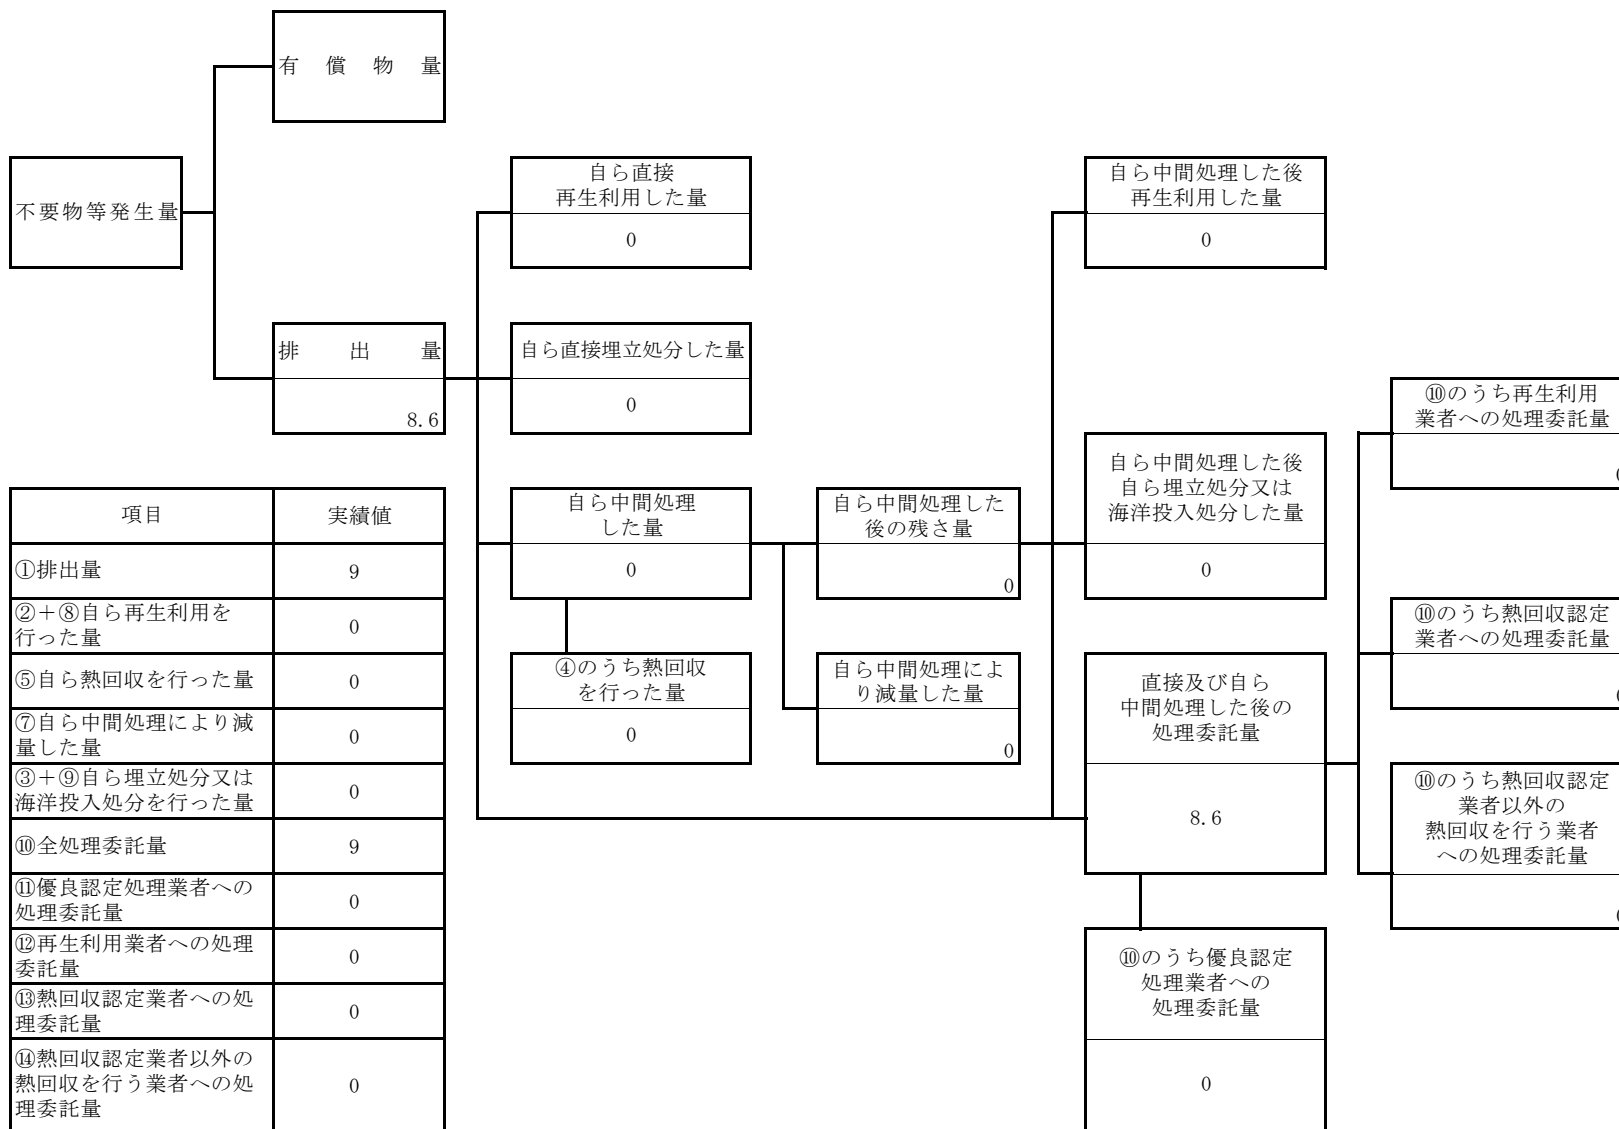 有償物量
不要物等発生量
排出量
8.6
自ら直接
再生利用した量
0
自ら直接埋立処分した量
0
自ら中間処理
した量
0
④のうち熱回収
を行った量
0
自ら中間処理した
後の残さ量
0
自ら中間処理によ
り減量した量
0
自ら中間処理した後
再生利用した量
0
自ら中間処理した後
自ら埋立処分又は
海洋投入処分した量
0
直接及び自ら
中間処理した後の
処理委託量
8.6
⑩のうち優良認定
処理業者への
処理委託量
0
⑩のうち再生利用
業者への処理委託量
⑩のうち熱回収認定
業者への処理委託量
⑩のうち熱回収認定
業者以外の
熱回収を行う業者
への処理委託量
項目 実績値
①排出量 9
②+⑧自ら再生利用を
行った量 0
⑤自ら熱回収を行った量 0
⑦自ら中間処理により減
量した量 0
③+⑨自ら埋立処分又は
海洋投入処分を行った量 0
⑩全処理委託量 9
⑪優良認定処理業者への
処理委託量 0
⑫再生利用業者への処理
委託量 0
⑬熱回収認定業者への処
理委託量 0
⑭熱回収認定業者以外の
熱回収を行う業者への処
理委託量 0